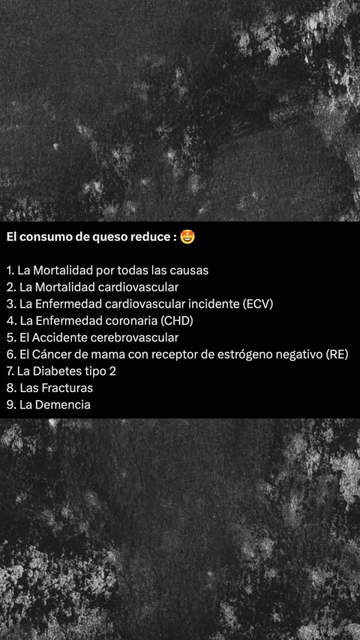 El consumo de queso reduce : 🤩
1. La Mortalidad por todas las causas
2. La Mortalidad cardiovascular
3. La Enfermedad cardiovascular incidente (ECV)
4. La Enfermedad coronaria (CHD)
5. El Accidente cerebrovascular
6. El Cáncer de mama con receptor de estrógeno negativo (RE)
7. La Diabetes tipo 2
8. Las Fracturas
9. La Demencia